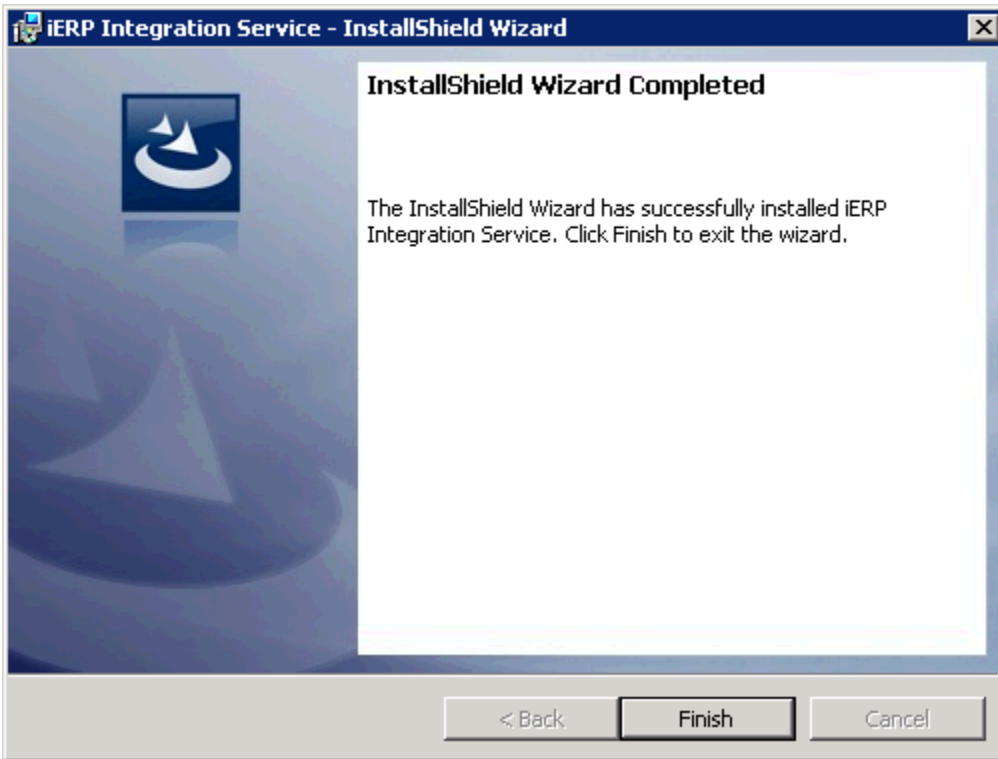 iERP Integration Service - InstallShield Wizard
InstallShield Wizard Completed
The InstallShield Wizard has successfully installed iERP
Integration Service. Click Finish to exit the wizard.
< Back
Finish
Cancel